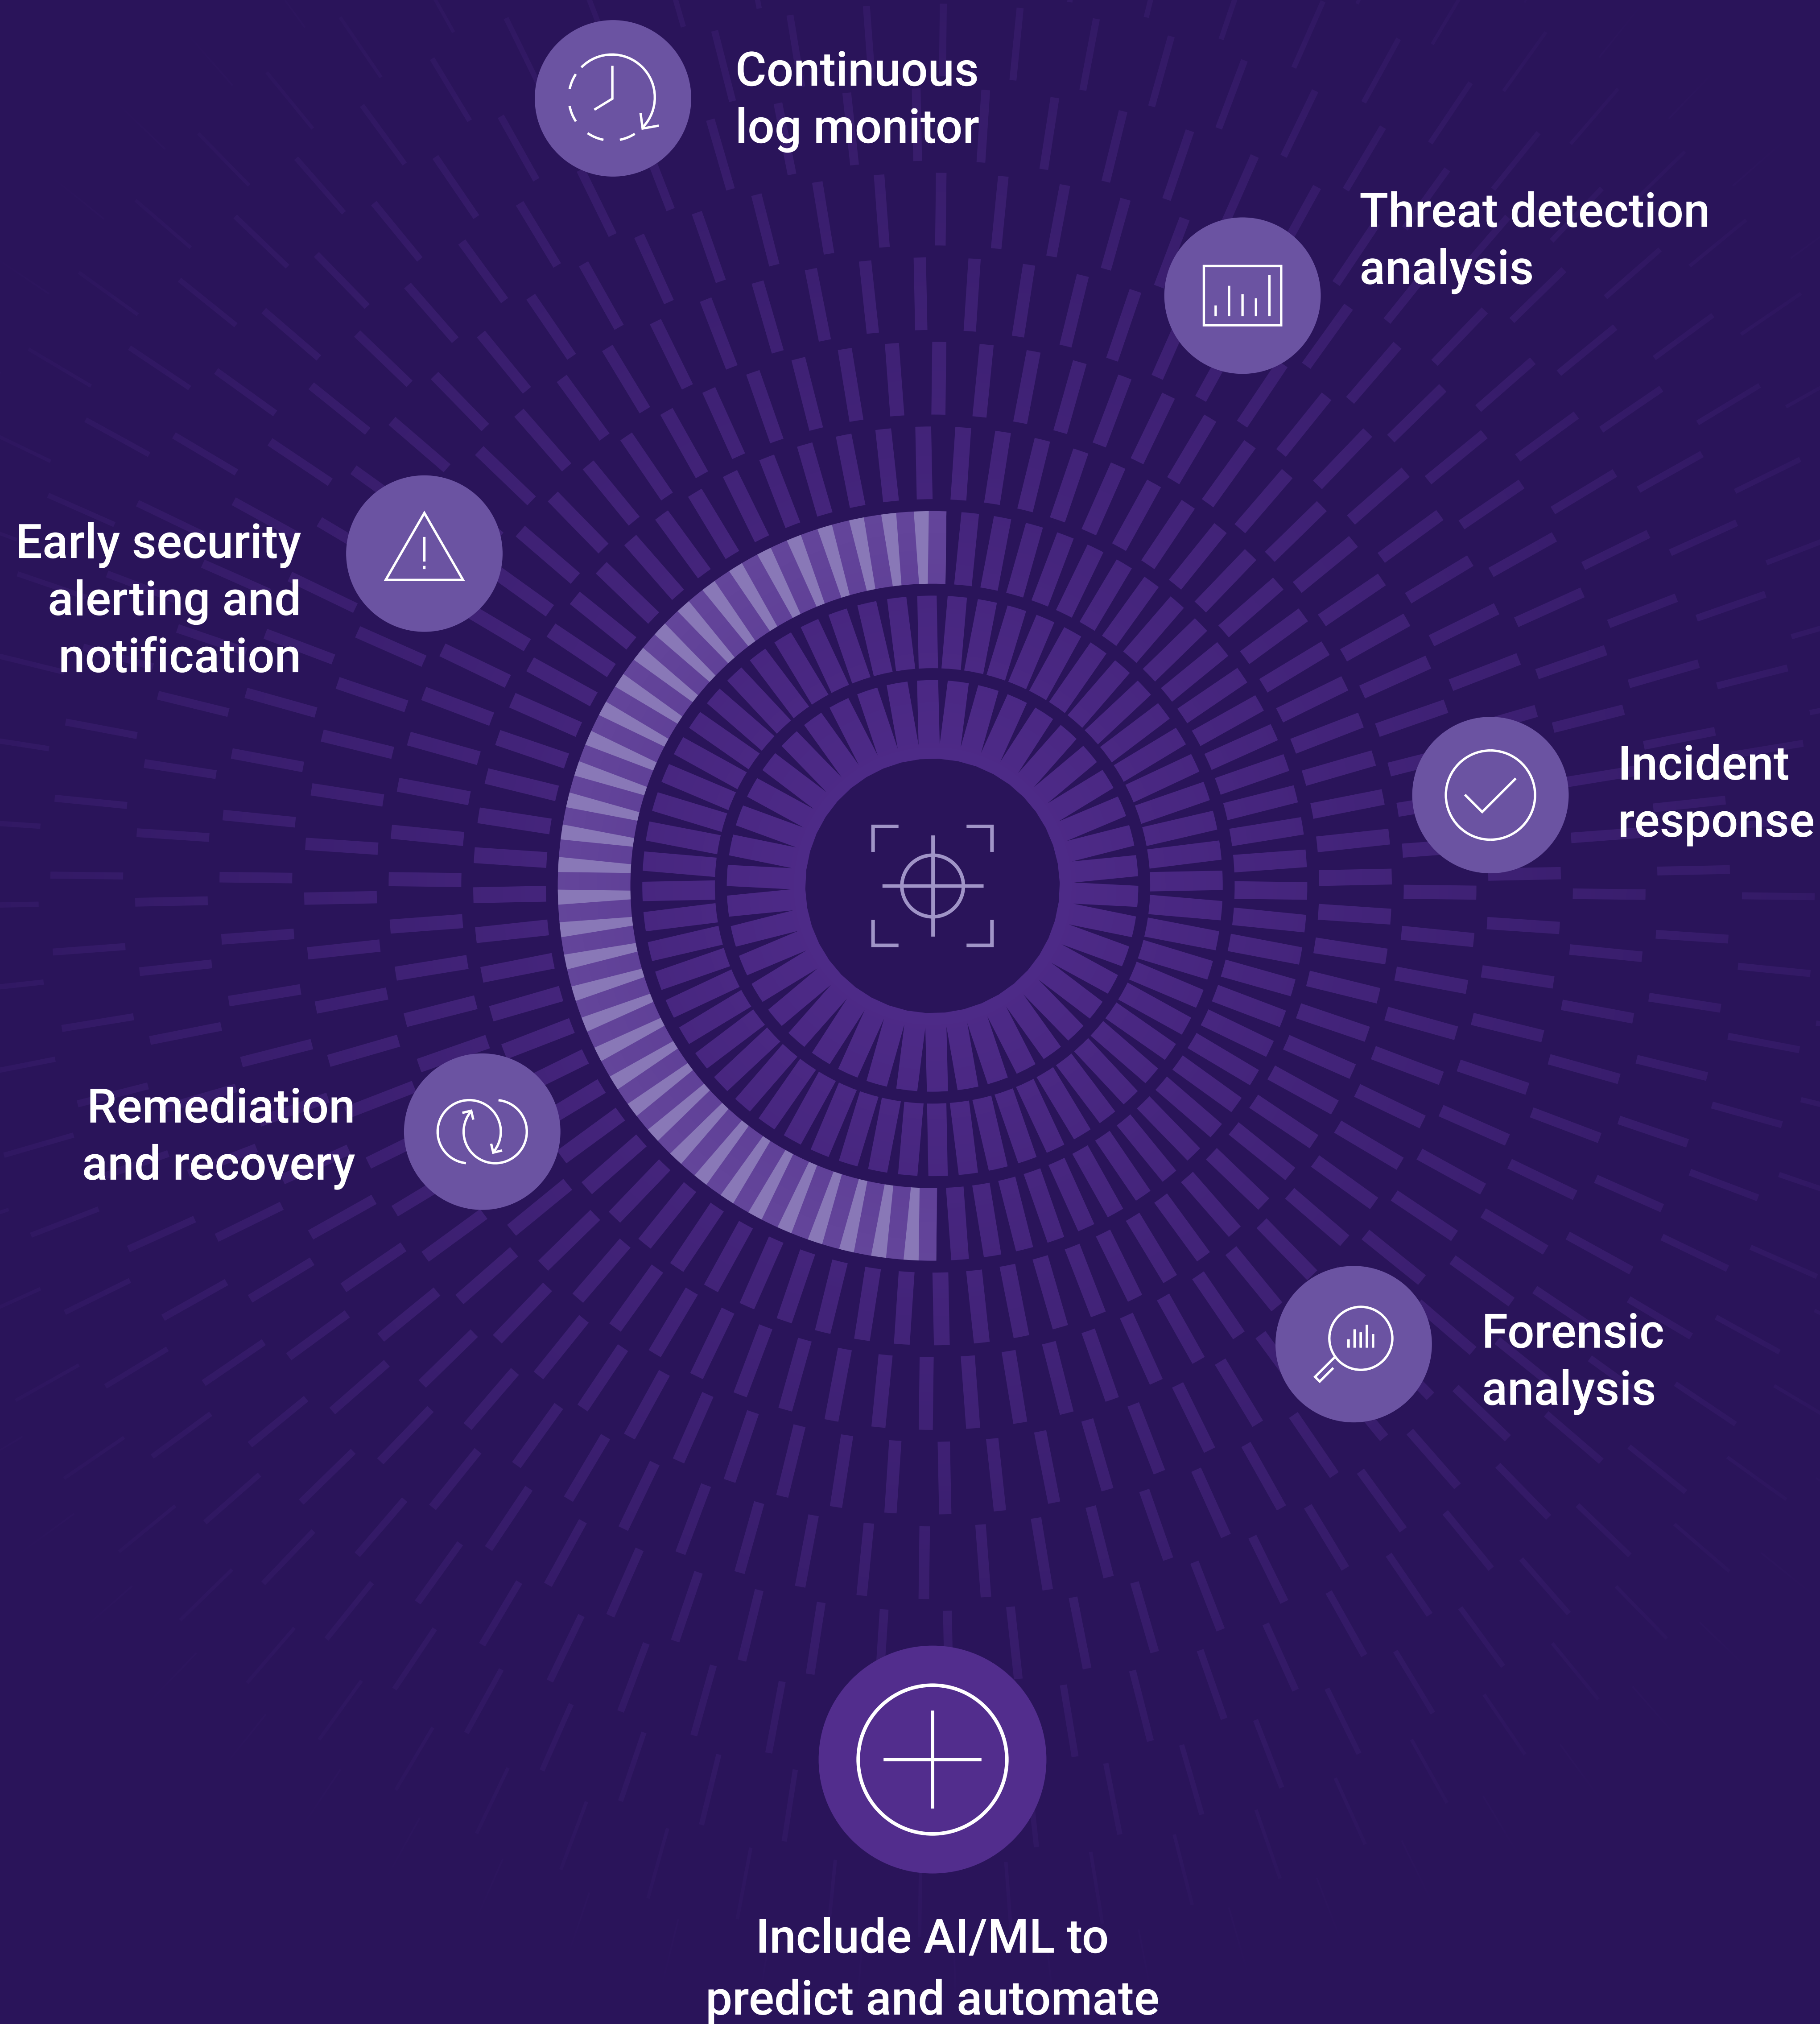 Continuous
log monitor
Threat detection
analysis
Early security
alerting and
notification
Incident
response
Remediation
and recovery
Forensic
analysis
Include AI/ML to
predict and automate